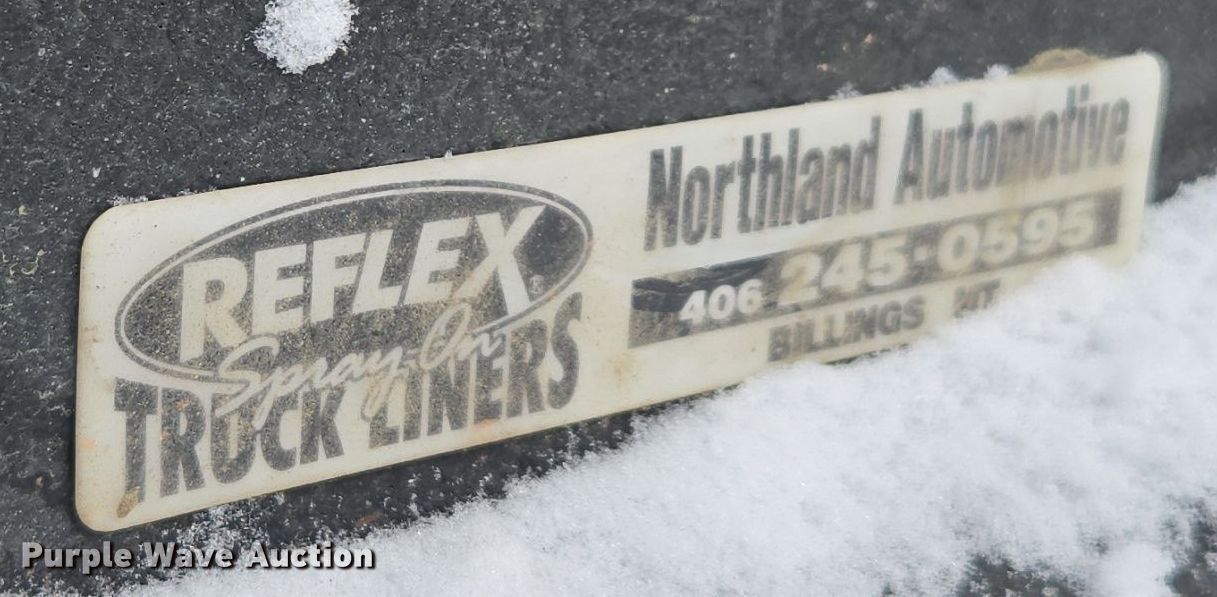 REFLEX
Spray-On
TRUCK LINERS
Northland Automotive
406 245-0595
BILLINGS MT
Purple Wave Auction